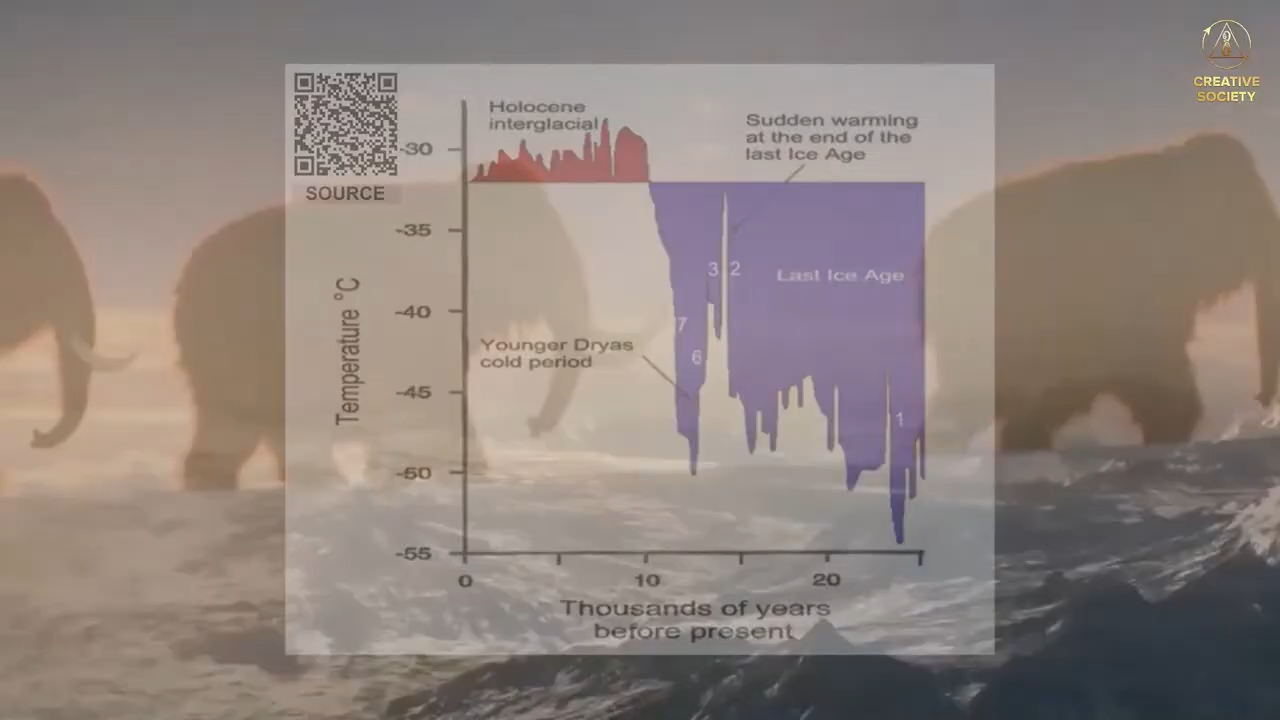 CREATIVE
SOCIETY
SOURCE
Holocene
interglacial
Sudden warming
at the end of the
last Ice Age
-30
-35
-40
-45
-50
-55
Temperature °C
3
2
Last Ice Age
7
6
1
Younger Dryas
cold period
0
10
20
Thousands of years
before present